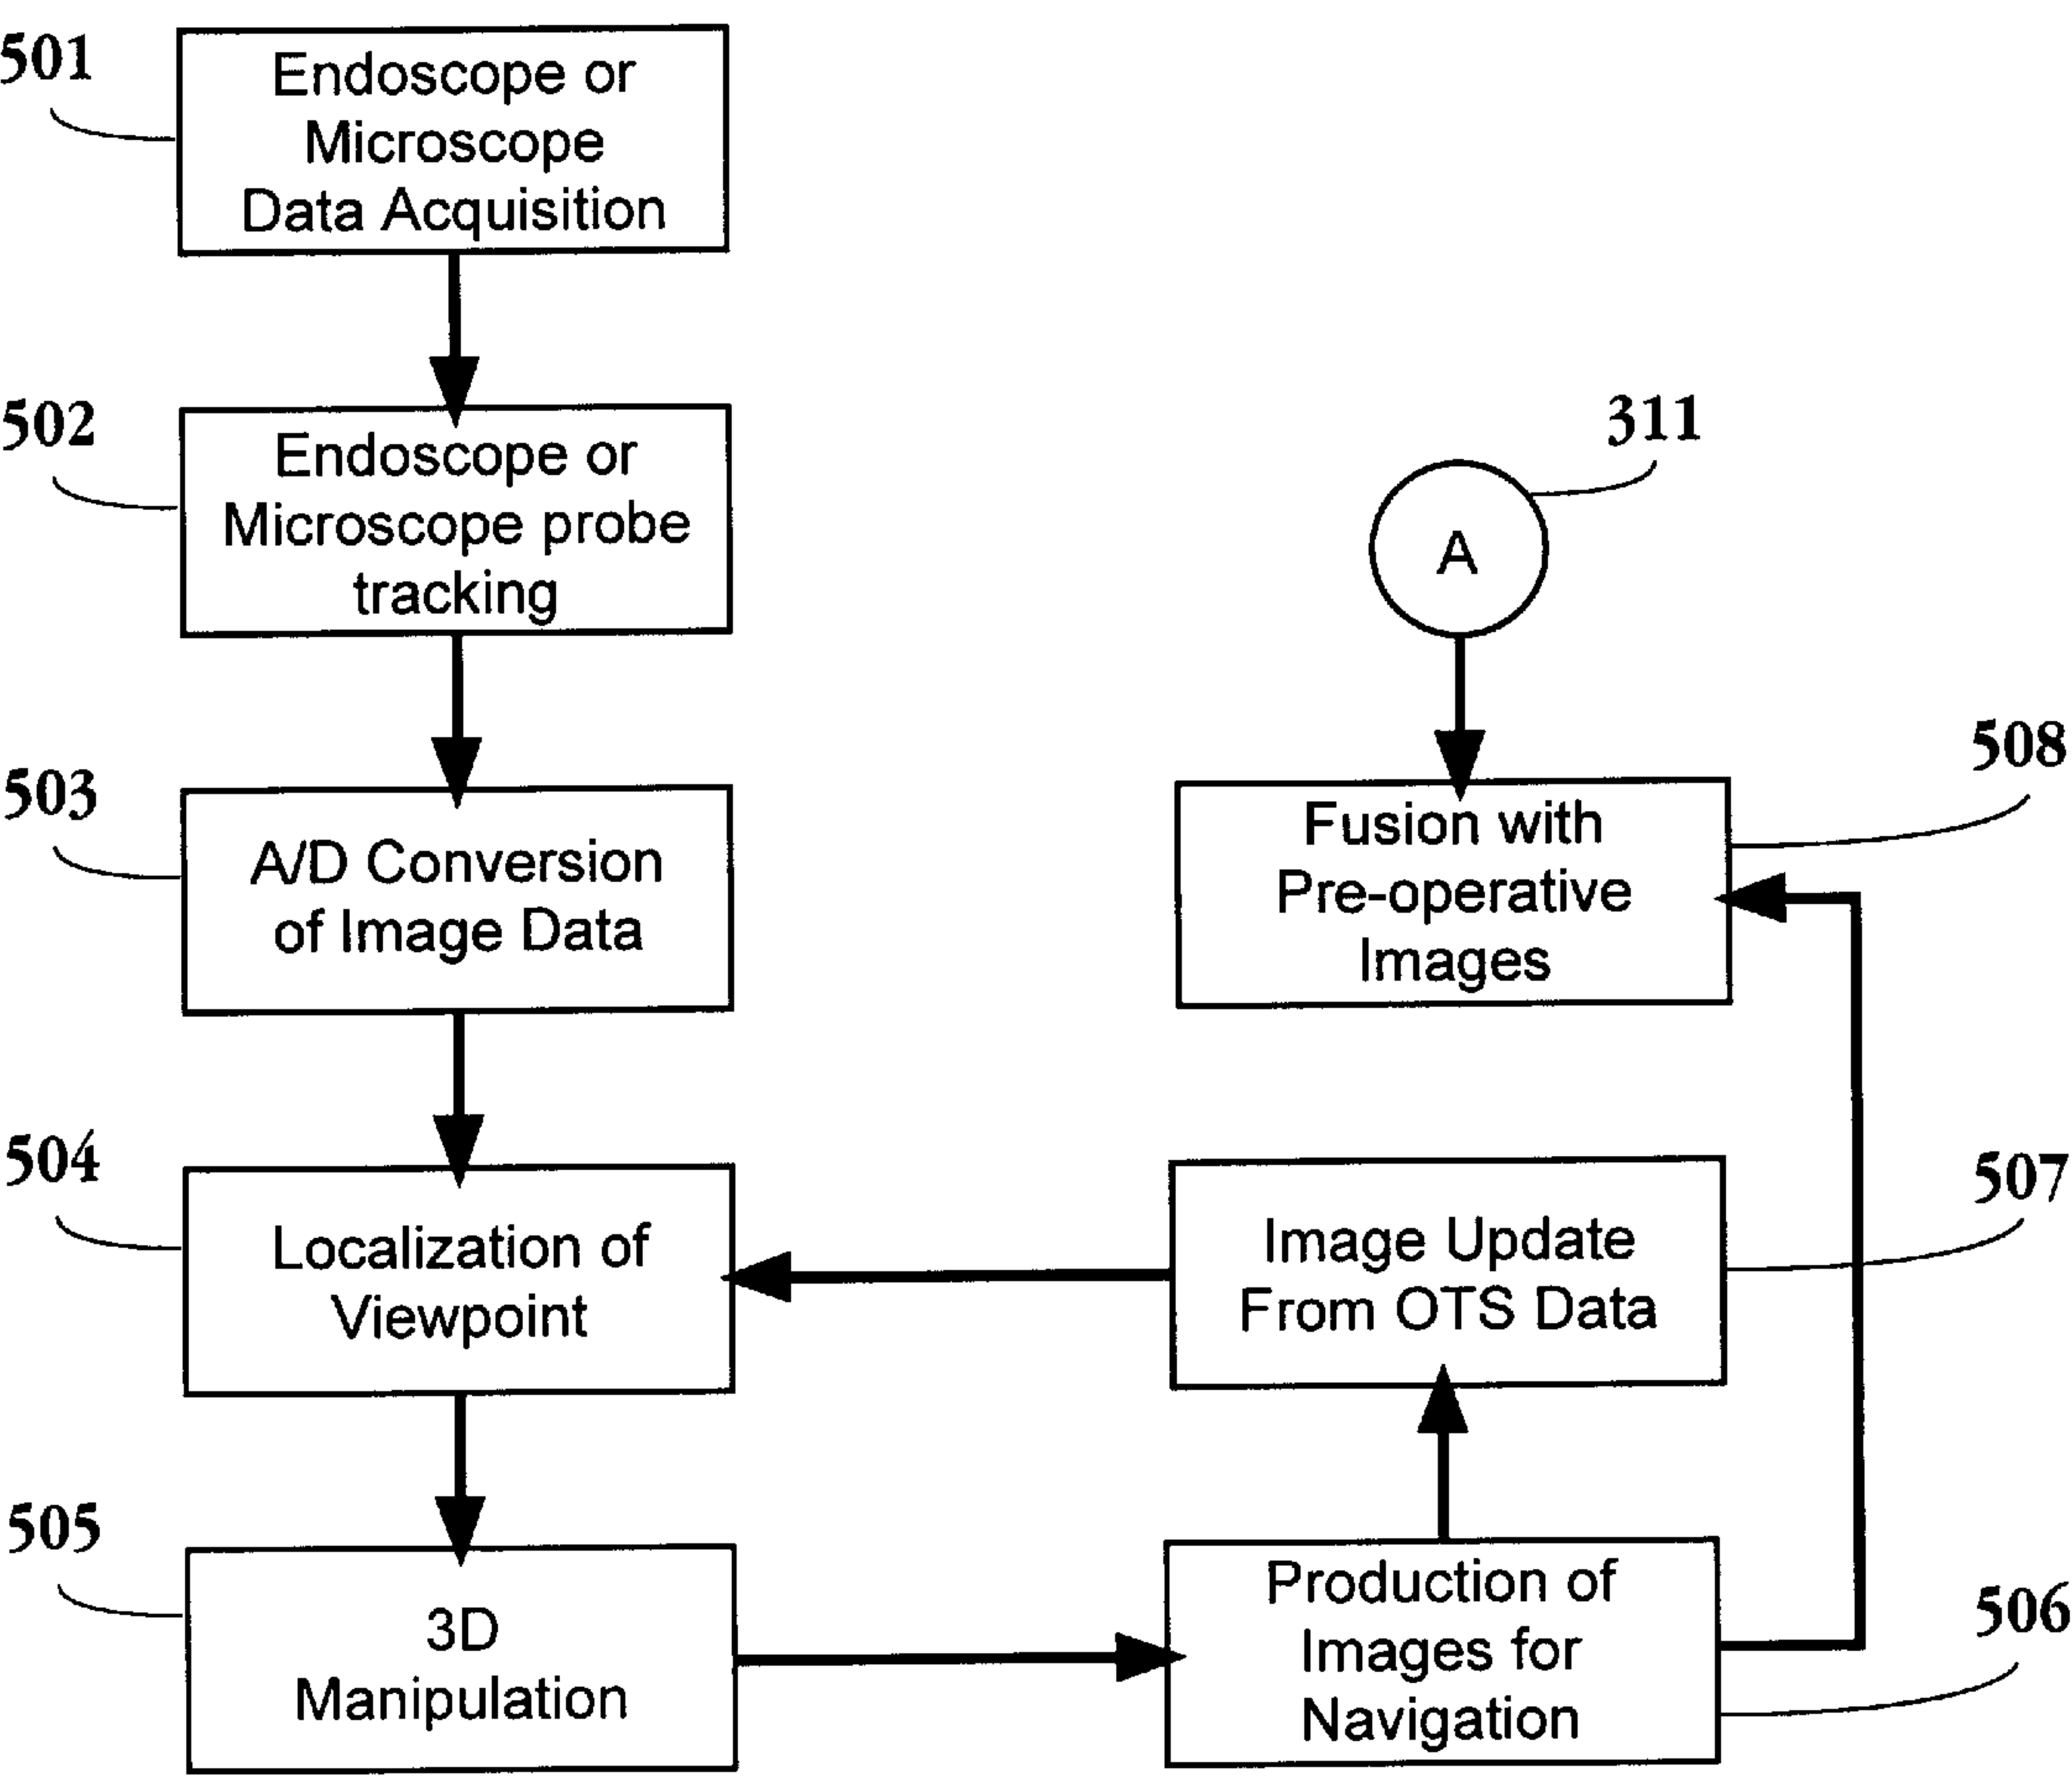 501
Endoscope or
Microscope
Data Acquisition
502
Endoscope or
Microscope probe
tracking
503
A/D Conversion
of Image Data
504
Localization of
Viewpoint
505
3D
Manipulation
311
A
508
Fusion with
Pre-operative
Images
507
Image Update
From OTS Data
506
Production of
Images for
Navigation